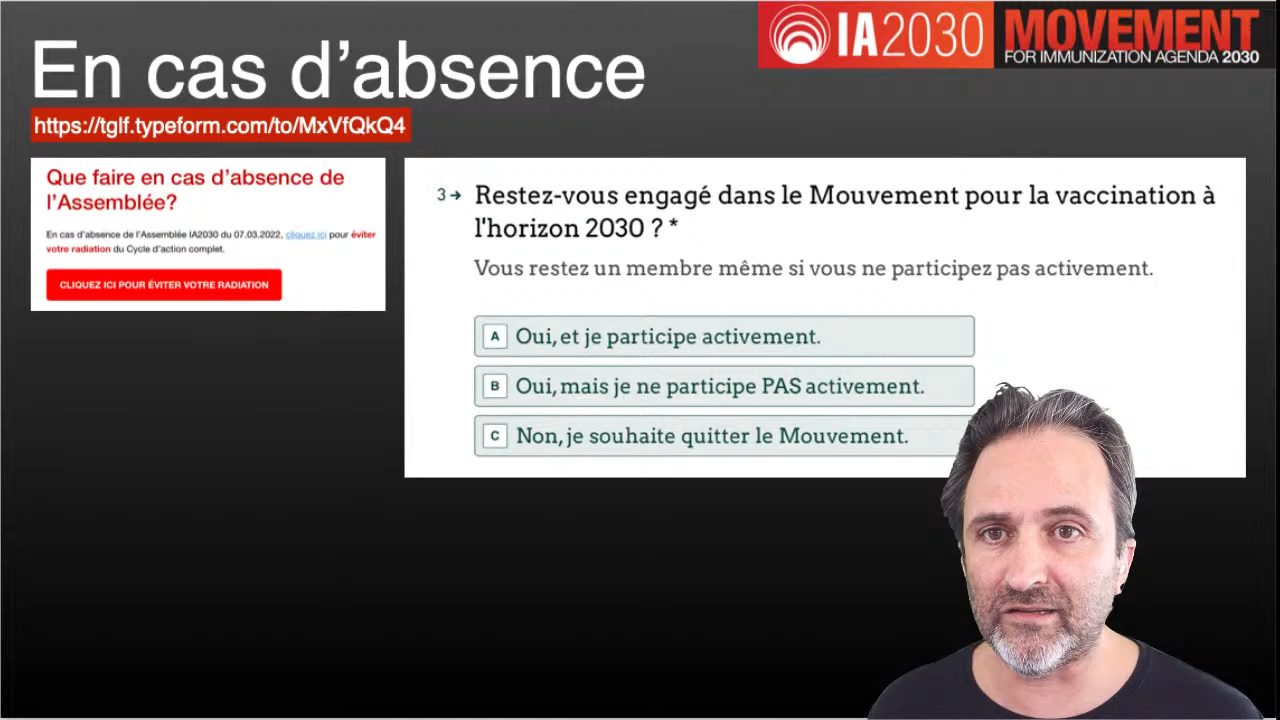 IA2030
MOVEMENT
FOR IMMUNIZATION AGENDA 2030
En cas d’absence
https://tglf.typeform.com/to/MxVfQkQ4
Que faire en cas d’absence de
l’Assemblée?
En cas d’absence de l’Assemblée IA2030 du 07.03.2022, cliquez ici pour éviter
votre radiation du Cycle d’action complet.
CLIQUEZ ICI POUR ÉVITER VOTRE RADIATION
3→ Restez-vous engagé dans le Mouvement pour la vaccination à
l'horizon 2030 ? *
Vous restez un membre même si vous ne participez pas activement.
A Oui, et je participe activement.
B Oui, mais je ne participe PAS activement.
C Non, je souhaite quitter le Mouvement.